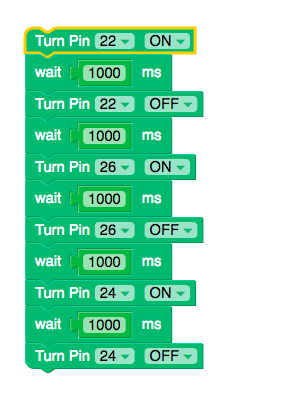 Turn Pin 22 ON
wait 1000 ms
Turn Pin 22 OFF
wait 1000 ms
Turn Pin 26 ON
wait 1000 ms
Turn Pin 26 OFF
wait 1000 ms
Turn Pin 24 ON
wait 1000 ms
Turn Pin 24 OFF